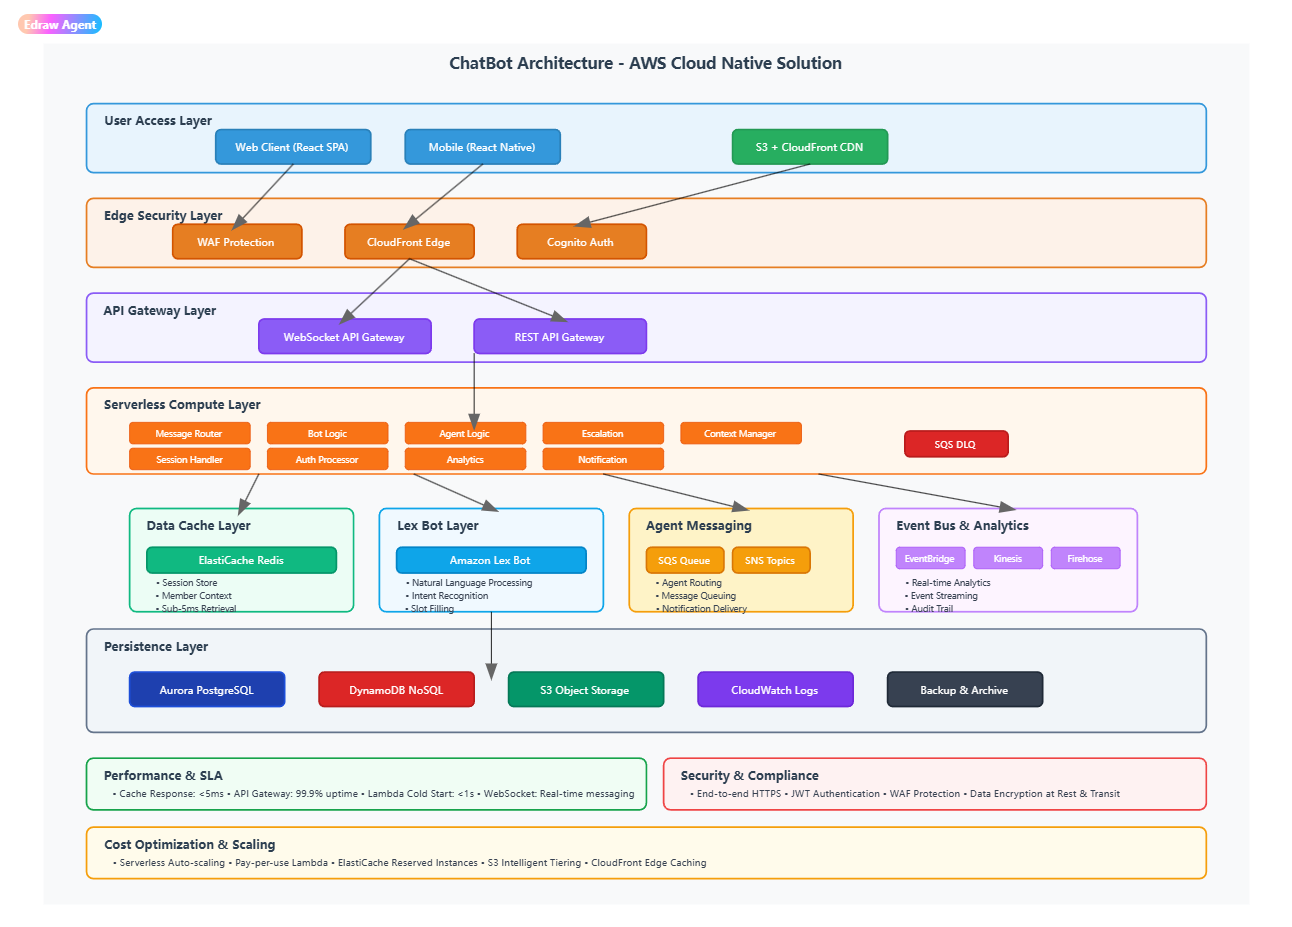 Edraw Agent
ChatBot Architecture - AWS Cloud Native Solution
User Access Layer
Web Client (React SPA)
Mobile (React Native)
S3 + CloudFront CDN
Edge Security Layer
WAF Protection
CloudFront Edge
Cognito Auth
API Gateway Layer
WebSocket API Gateway
REST API Gateway
Serverless Compute Layer
Message Router
Bot Logic
Agent Logic
Escalation
Context Manager
SQS DLQ
Session Handler
Auth Processor
Analytics
Notification
Data Cache Layer
ElastiCache Redis
• Session Store
• Member Context
• Sub-5ms Retrieval
Lex Bot Layer
Amazon Lex Bot
• Natural Language Processing
• Intent Recognition
• Slot Filling
Agent Messaging
SQS Queue
SNS Topics
• Agent Routing
• Message Queuing
• Notification Delivery
Event Bus & Analytics
EventBridge
Kinesis
Firehose
• Real-time Analytics
• Event Streaming
• Audit Trail
Persistence Layer
Aurora PostgreSQL
DynamoDB NoSQL
S3 Object Storage
CloudWatch Logs
Backup & Archive
Performance & SLA
• Cache Response: <5ms • API Gateway: 99.9% uptime • Lambda Cold Start: <1s • WebSocket: Real-time messaging
Security & Compliance
• End-to-end HTTPS • JWT Authentication • WAF Protection • Data Encryption at Rest & Transit
Cost Optimization & Scaling
• Serverless Auto-scaling • Pay-per-use Lambda • ElastiCache Reserved Instances • S3 Intelligent Tiering • CloudFront Edge Caching